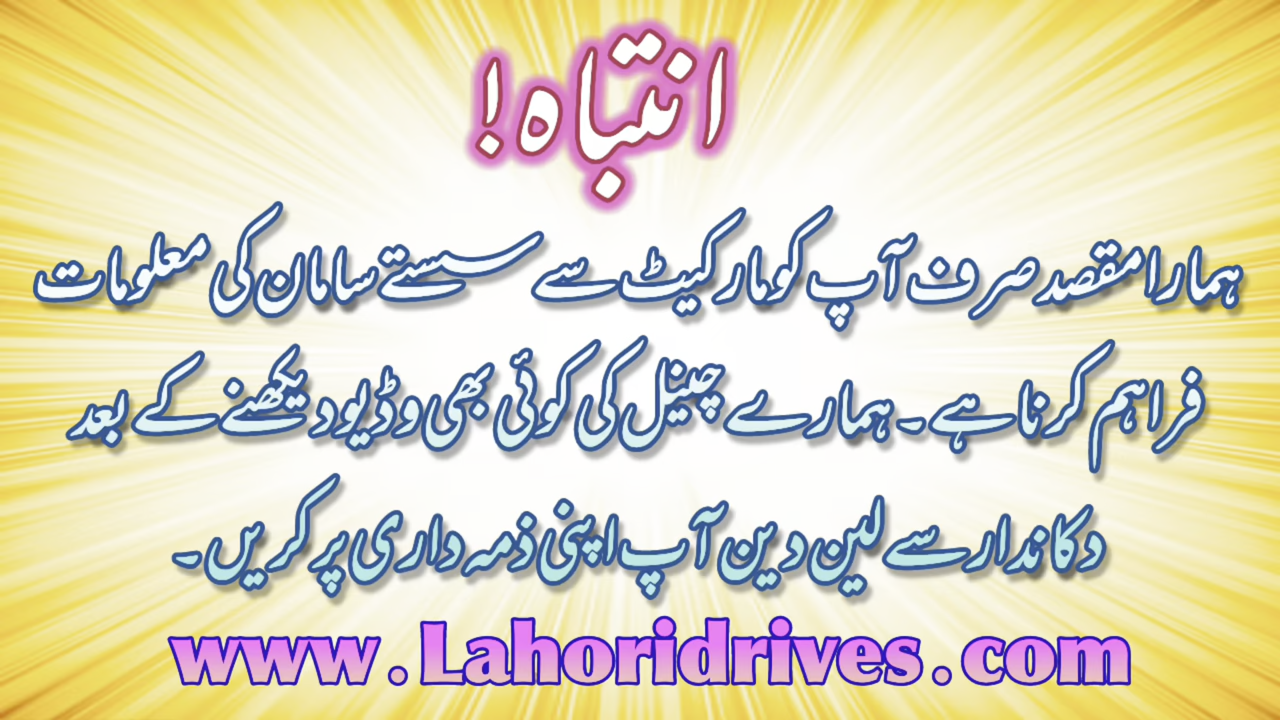 انتباہ!
ہمارا مقصد صرف آپ کو مارکیٹ سے سستے سامان کی معلومات
فراہم کرنا ہے۔ ہمارے چینل کی کوئی بھی وڈیو دیکھنے کے بعد
دکاندار سے لین دین آپ اپنی ذمہ داری پر کریں۔
www.Lahoridrives.com